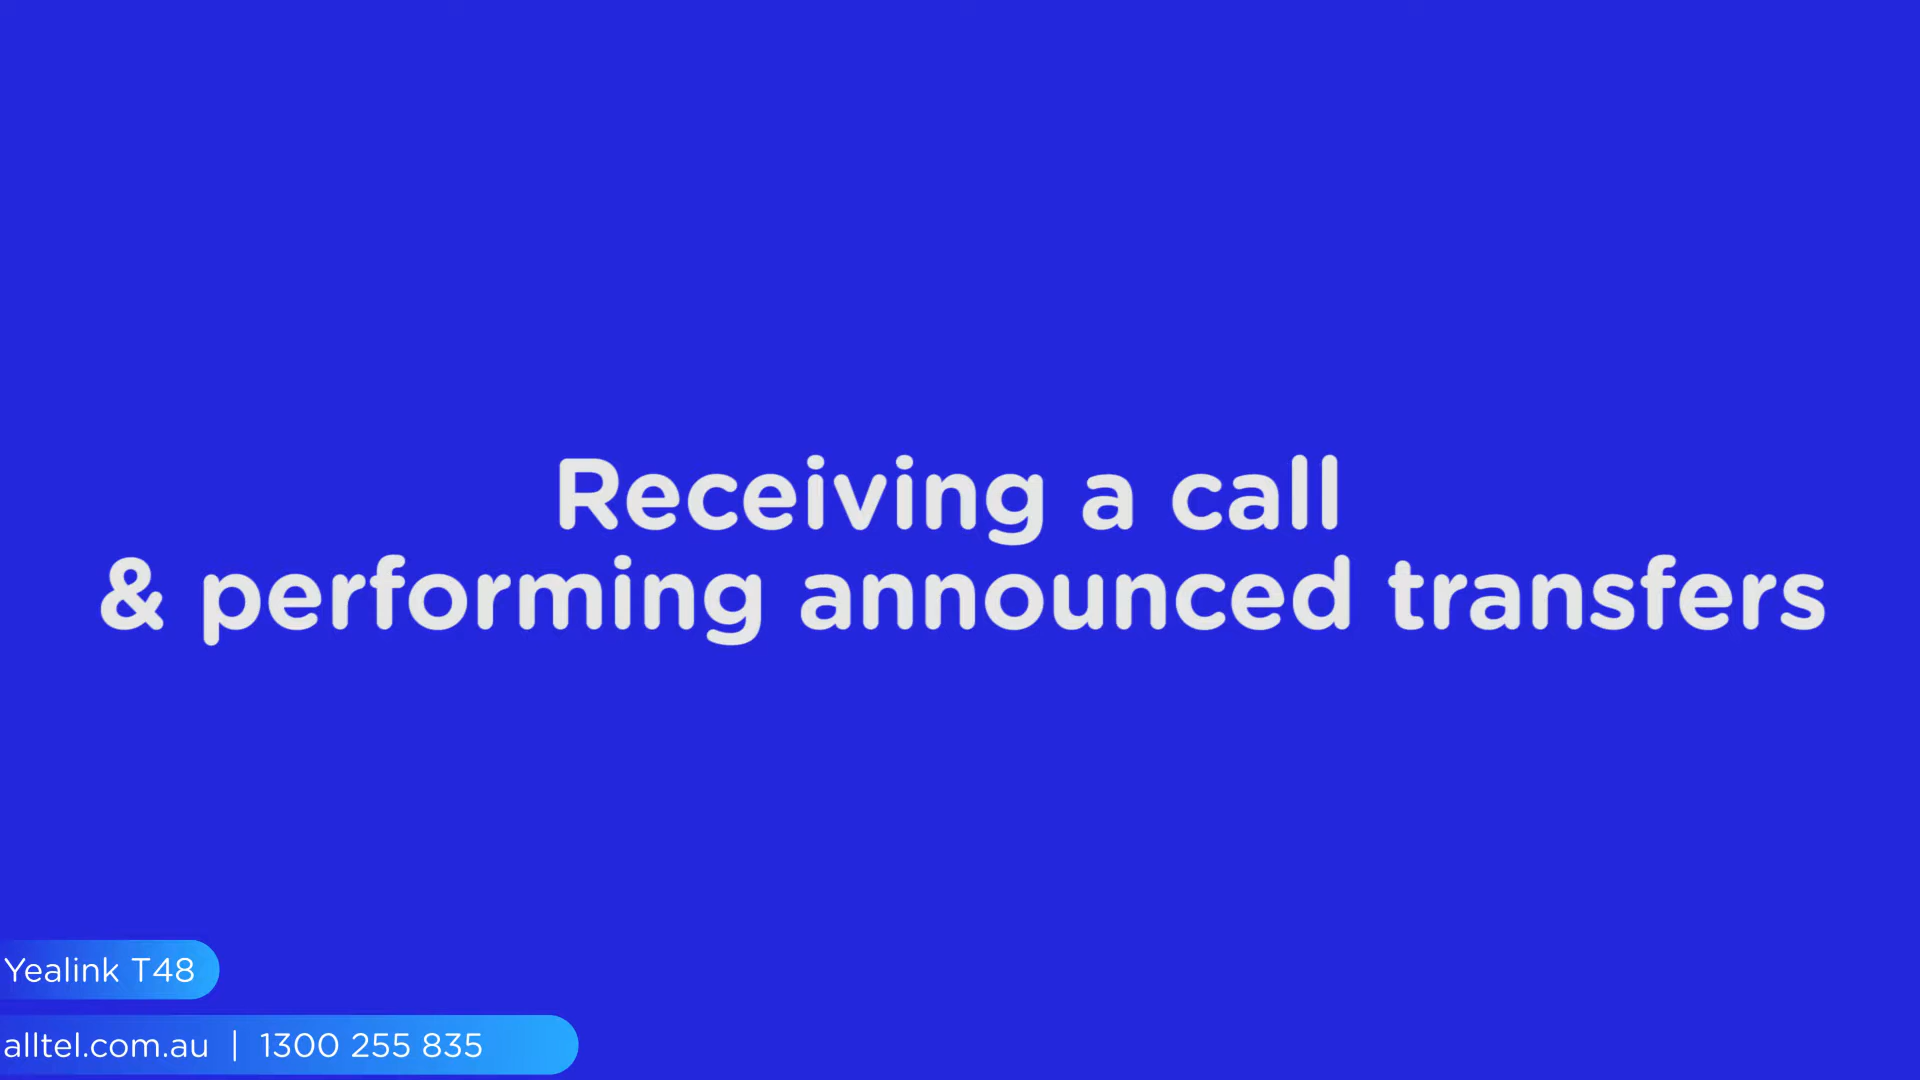 Receiving a call
& performing announced transfers
Yealink T48
alltel.com.au | 1300 255 835